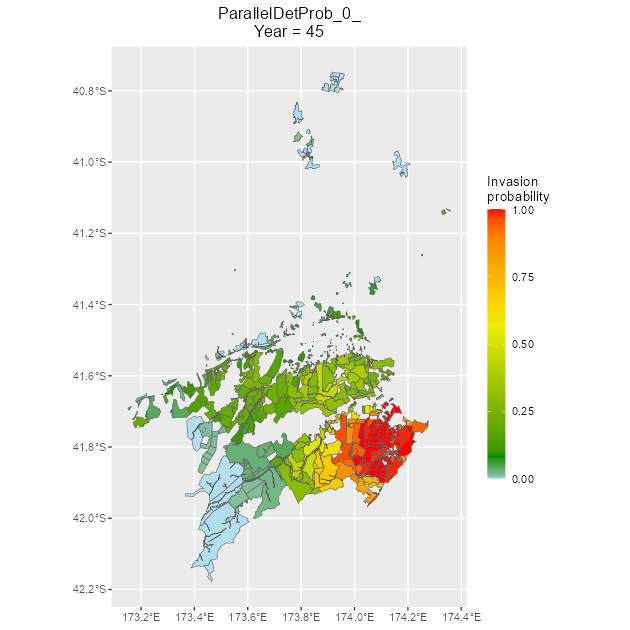 ParallelDetProb_0_
Year = 45
40.8°S
41.0°S
41.2°S
41.4°S
41.6°S
41.8°S
42.0°S
42.2°S
173.2°E
173.4°E
173.6°E
173.8°E
174.0°E
174.2°E
174.4°E
Invasion
probability
1.00
0.75
0.50
0.25
0.00